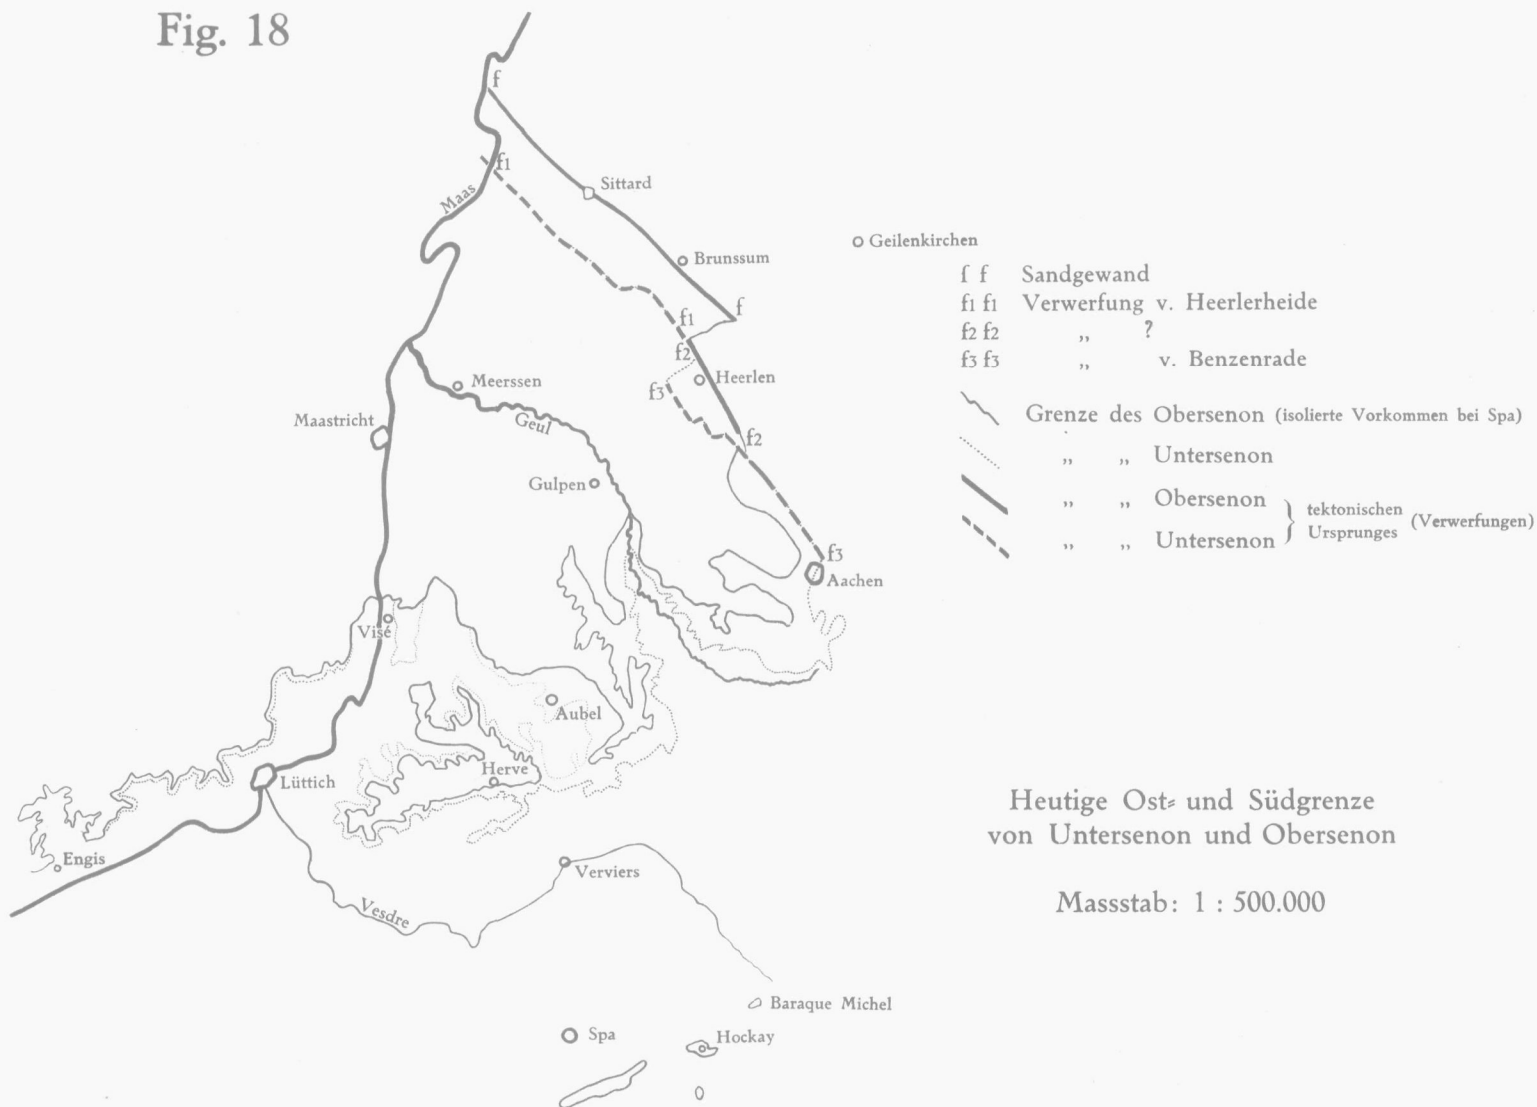 Fig. 18
f
f1
Maas
Sittard
Geilenkirchen
Brunssum
f f Sandgewand
f1 f1 Verwerfung v. Heerlerheide
f2 f2 „ ?
f3 f3 „ v. Benzenrade
f
f1
f2
Heerlen
f3
Meerssen
Maastricht
Geul
Grenze des Obersenon (isolierte Vorkommen bei Spa)
f2
„ „ Untersenon
Gulpen
„ „ Obersenon
„ „ Untersenon } tektonischen Ursprunges (Verwerfungen)
f3
Aachen
Visé
Aubel
Lüttich
Herve
Engis
Verviers
Vesdre
Heutige Ost= und Südgrenze
von Untersenon und Obersenon
Massstab: 1 : 500.000
Baraque Michel
Spa
Hockay